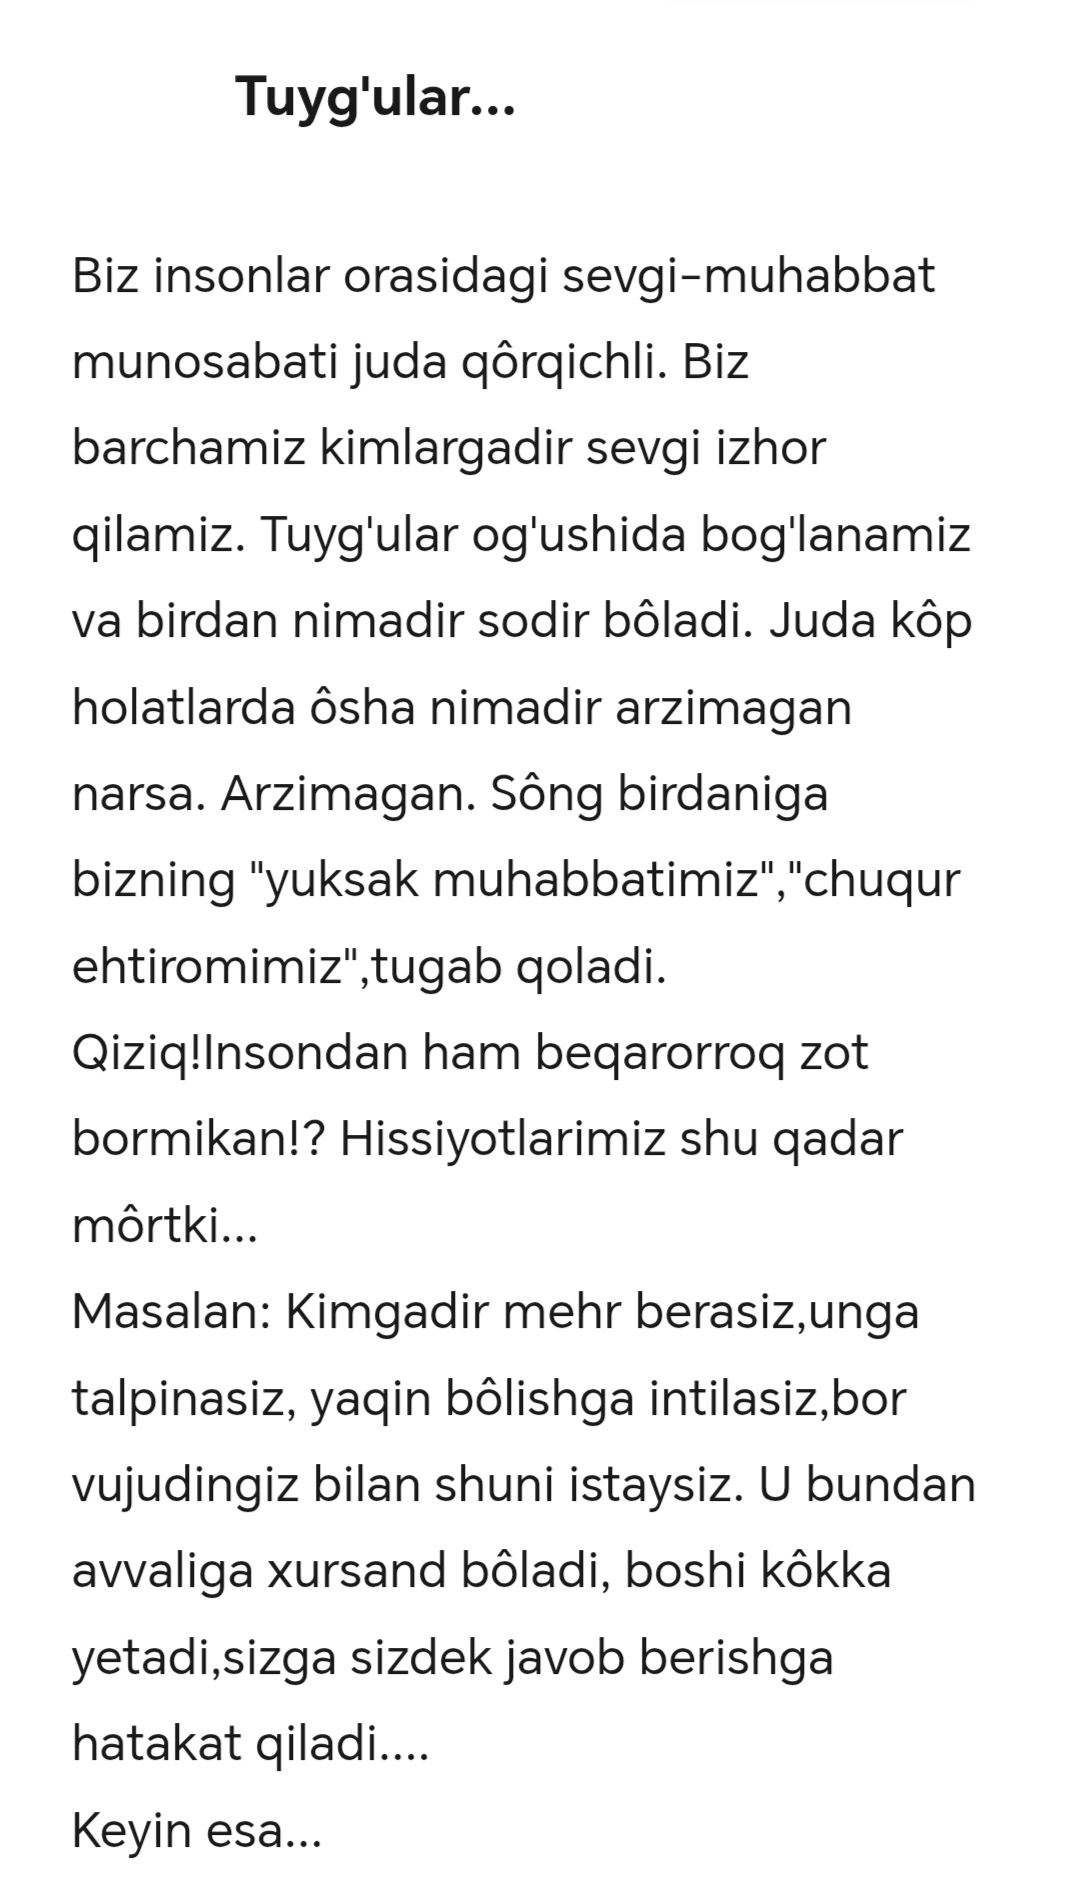 Tuyg'ular...
Biz insonlar orasidagi sevgi-muhabbat
munosabati juda qôrqichli. Biz
barchamiz kimlargadir sevgi izhor
qilamiz. Tuyg'ular og'ushida bog'lanamiz
va birdan nimadir sodir bôladi. Juda kôp
holatlarda ôsha nimadir arzimagan
narsa. Arzimagan. Sông birdaniga
bizning "yuksak muhabbatimiz","chuqur
ehtiromimiz",tugab qoladi.
Qiziq!Insondan ham beqarorroq zot
bormikan!? Hissiyotlarimiz shu qadar
môrtki...
Masalan: Kimgadir mehr berasiz,unga
talpinasiz, yaqin bôlishga intilasiz,bor
vujudingiz bilan shuni istaysiz. U bundan
avvaliga xursand bôladi, boshi kôkka
yetadi,sizga sizdek javob berishga
hatakat qiladi....
Keyin esa...